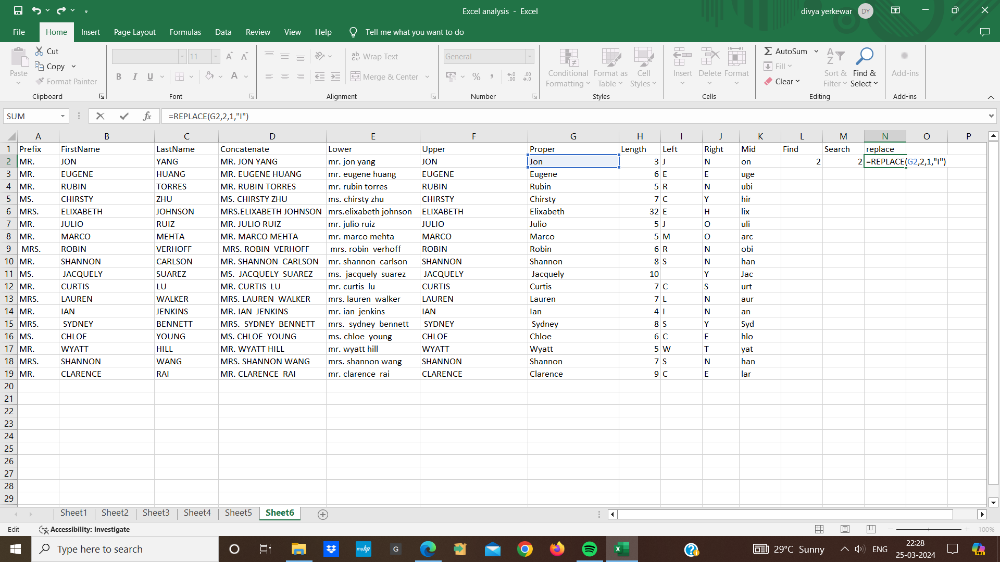 Excel analysis - Excel
divya yerkewar DY
File Home Insert Page Layout Formulas Data Review View Help Tell me what you want to do
Paste
Cut
Copy
Format Painter
Clipboard
11 A A
B I U A
Font
ab Wrap Text
Merge & Center
Alignment
General
% , .00
Number
Conditional Formatting
Format as Table
Cell Styles
Styles
Insert Delete Format
Cells
AutoSum
Fill
Clear
Sort & Filter
Find & Select
Editing
Add-ins
Add-ins
SUM fx =REPLACE(G2,2,1,"I")
A B C D E F G H I J K L M N O P
1 Prefix FirstName LastName Concatenate Lower Upper Proper Length Left Right Mid Find Search replace
2 MR. JON YANG MR. JON YANG mr. jon yang JON Jon 3 J N on 2 2 =REPLACE(G2,2,1,"I")
3 MR. EUGENE HUANG MR. EUGENE HUANG mr. eugene huang EUGENE Eugene 6 E E uge
4 MR. RUBIN TORRES MR. RUBIN TORRES mr. rubin torres RUBIN Rubin 5 R N ubi
5 MS. CHIRSTY ZHU MS. CHIRSTY ZHU ms. chirsty zhu CHIRSTY Chirsty 7 C Y hir
6 MRS. ELIXABETH JOHNSON MRS.ELIXABETH JOHNSON mrs.elixabeth johnson ELIXABETH Elixabeth 32 E H lix
7 MR. JULIO RUIZ MR. JULIO RUIZ mr. julio ruiz JULIO Julio 5 J O uli
8 MR. MARCO MEHTA MR. MARCO MEHTA mr. marco mehta MARCO Marco 5 M O arc
9 MRS. ROBIN VERHOFF MRS. ROBIN VERHOFF mrs. robin verhoff ROBIN Robin 6 R N obi
10 MR. SHANNON CARLSON MR. SHANNON CARLSON mr. shannon carlson SHANNON Shannon 8 S N han
11 MS. JACQUELY SUAREZ MS. JACQUELY SUAREZ ms. jacquely suarez JACQUELY Jacquely 10 Y Jac
12 MR. CURTIS LU MR. CURTIS LU mr. curtis lu CURTIS Curtis 7 C S urt
13 MRS. LAUREN WALKER MRS. LAUREN WALKER mrs. lauren walker LAUREN Lauren 7 L N aur
14 MR. IAN JENKINS MR. IAN JENKINS mr. ian jenkins IAN Ian 4 I N an
15 MRS. SYDNEY BENNETT MRS. SYDNEY BENNETT mrs. sydney bennett SYDNEY Sydney 8 S Y Syd
16 MS. CHLOE YOUNG MS. CHLOE YOUNG ms. chloe young CHLOE Chloe 6 C E hlo
17 MR. WYATT HILL MR. WYATT HILL mr. wyatt hill WYATT Wyatt 5 W T yat
18 MRS. SHANNON WANG MRS. SHANNON WANG mrs. shannon wang SHANNON Shannon 7 S N han
19 MR. CLARENCE RAI MR. CLARENCE RAI mr. clarence rai CLARENCE Clarence 9 C E lar
20
21
22
23
24
25
26
27
28
29
Sheet1 Sheet2 Sheet3 Sheet4 Sheet5 Sheet6
Edit Accessibility: Investigate 100%
Type here to search myhp G 29°C Sunny ENG
22:28
25-03-2024
PRE